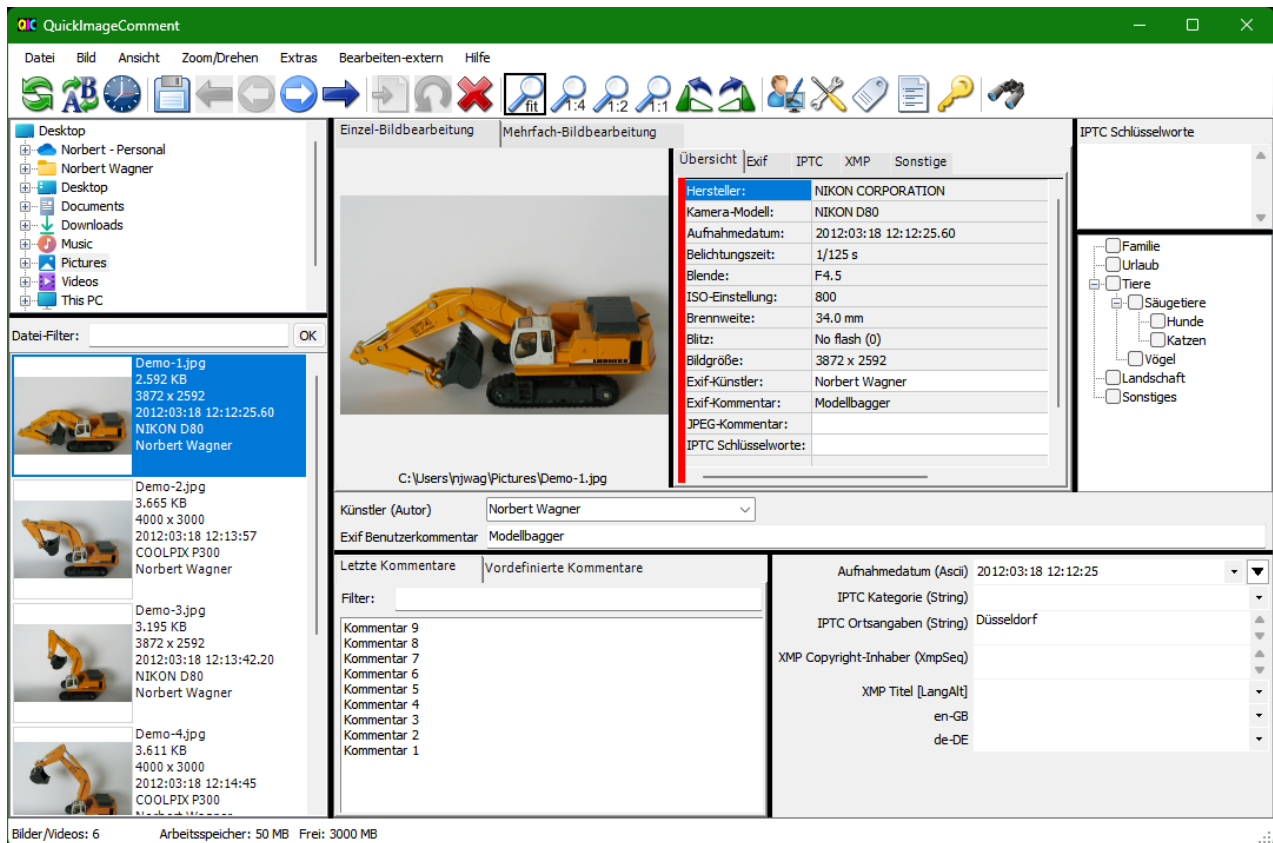 QIC QuickImageComment
Datei Bild Ansicht Zoom/Drehen Extras Bearbeiten-extern Hilfe
AB fit 1:4 1:2 1:1
Desktop
Norbert - Personal
Norbert Wagner
Desktop
Documents
Downloads
Music
Pictures
Videos
This PC
Datei-Filter: OK
Demo-1.jpg
2.592 KB
3872 x 2592
2012:03:18 12:12:25.60
NIKON D80
Norbert Wagner
Demo-2.jpg
3.665 KB
4000 x 3000
2012:03:18 12:13:57
COOLPIX P300
Norbert Wagner
Demo-3.jpg
3.195 KB
3872 x 2592
2012:03:18 12:13:42.20
NIKON D80
Norbert Wagner
Demo-4.jpg
3.611 KB
4000 x 3000
2012:03:18 12:14:45
COOLPIX P300
Norbert Wagner
Einzel-Bildbearbeitung Mehrfach-Bildbearbeitung
E74
LIEBHERR
C:\Users\njwag\Pictures\Demo-1.jpg
Übersicht Exif IPTC XMP Sonstige
Hersteller: NIKON CORPORATION
Kamera-Modell: NIKON D80
Aufnahmedatum: 2012:03:18 12:12:25.60
Belichtungszeit: 1/125 s
Blende: F4.5
ISO-Einstellung: 800
Brennweite: 34.0 mm
Blitz: No flash (0)
Bildgröße: 3872 x 2592
Exif-Künstler: Norbert Wagner
Exif-Kommentar: Modellbagger
JPEG-Kommentar:
IPTC Schlüsselworte:
IPTC Schlüsselworte
Familie
Urlaub
Tiere
Säugetiere
Hunde
Katzen
Vögel
Landschaft
Sonstiges
Künstler (Autor) Norbert Wagner
Exif Benutzerkommentar Modellbagger
Letzte Kommentare Vordefinierte Kommentare
Filter:
Kommentar 9
Kommentar 8
Kommentar 7
Kommentar 6
Kommentar 5
Kommentar 4
Kommentar 3
Kommentar 2
Kommentar 1
Aufnahmedatum (Ascii) 2012:03:18 12:12:25
IPTC Kategorie (String)
IPTC Ortsangaben (String) Düsseldorf
XMP Copyright-Inhaber (XmpSeq)
XMP Titel [LangAlt]
en-GB
de-DE
Bilder/Videos: 6 Arbeitsspeicher: 50 MB Frei: 3000 MB